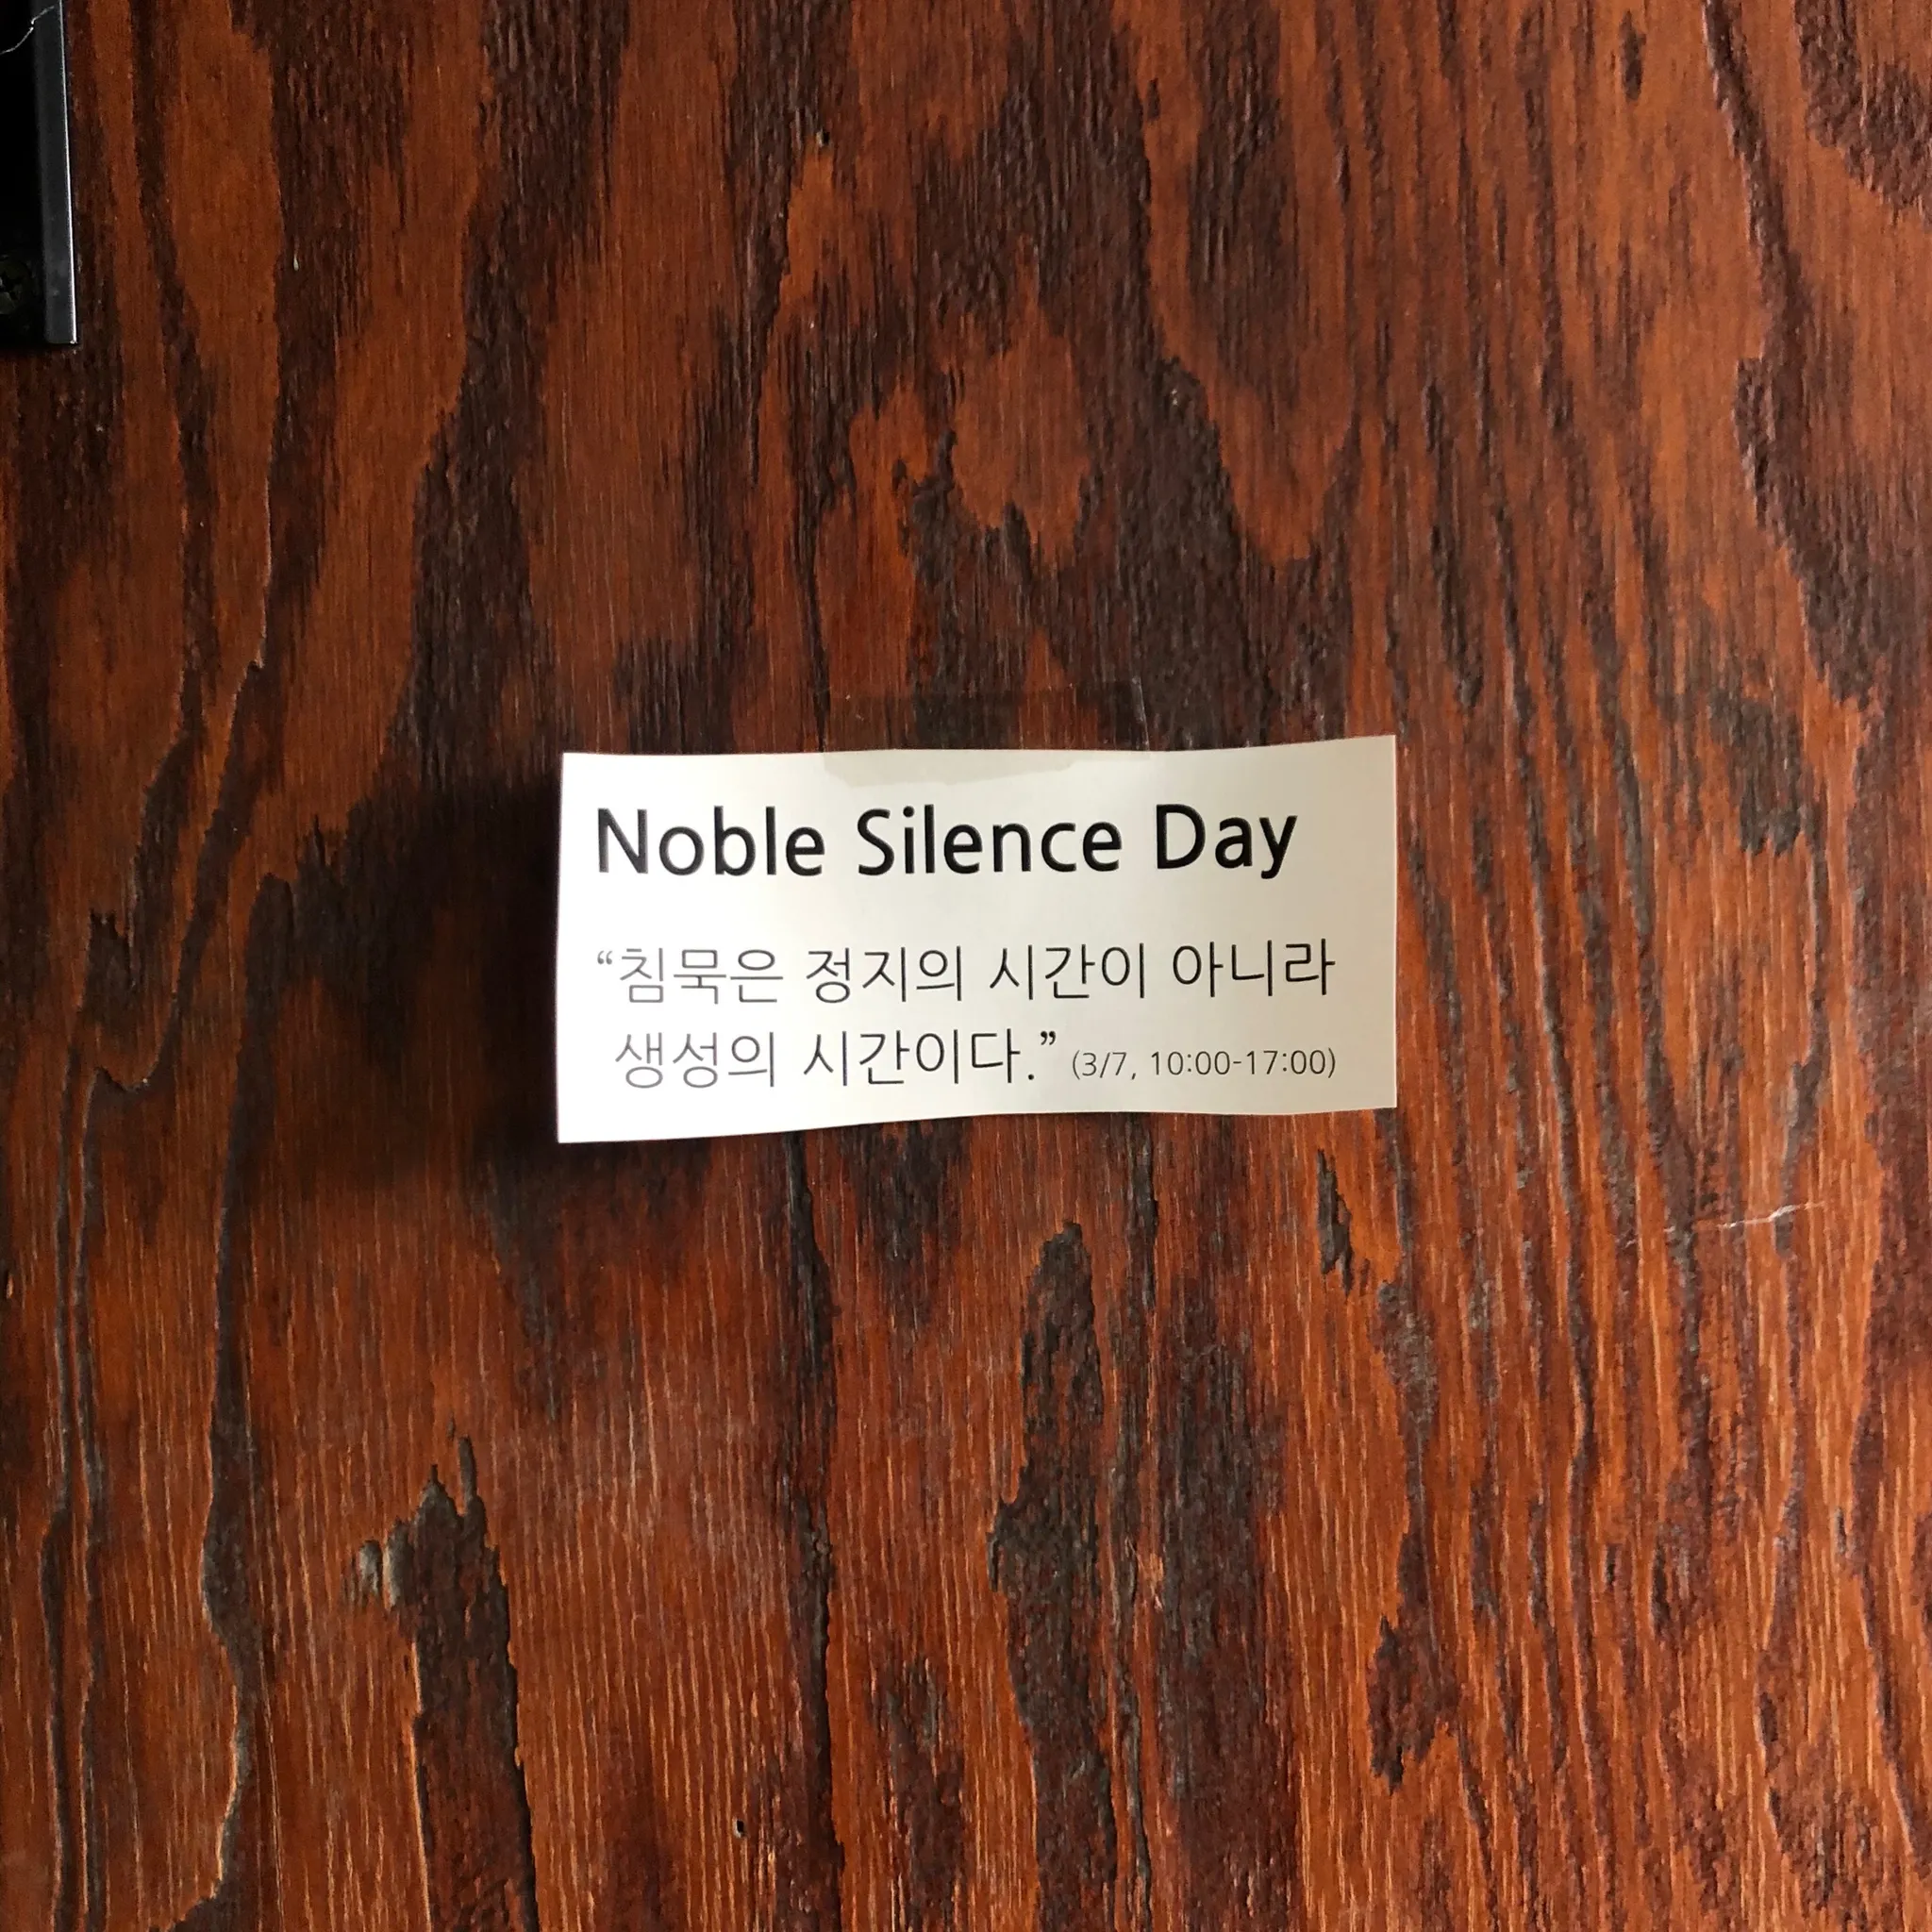 Noble Silence Day
“침묵은 정지의 시간이 아니라
생성의 시간이다.” (3/7, 10:00-17:00)